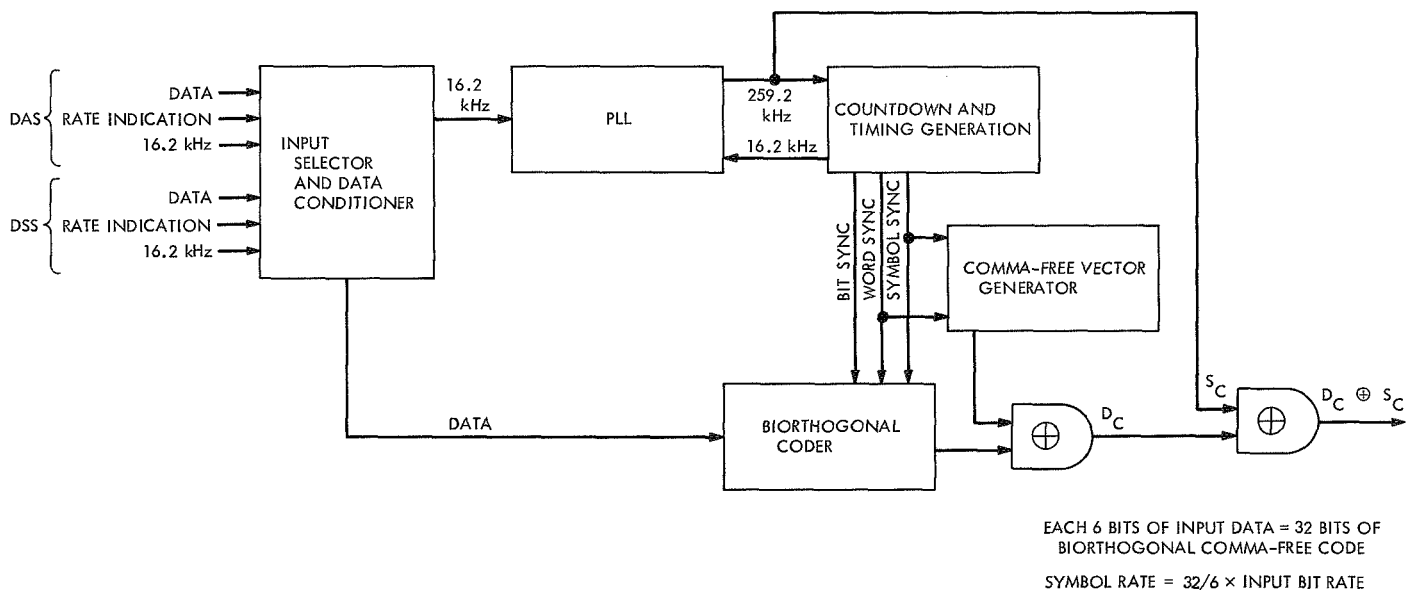 DAS
DATA
RATE INDICATION
16.2 kHz
DSS
DATA
RATE INDICATION
16.2 kHz
INPUT
SELECTOR
AND DATA
CONDITIONER
16.2
kHz
PLL
259.2
kHz
16.2 kHz
COUNTDOWN AND
TIMING GENERATION
BIT SYNC
WORD SYNC
SYMBOL SYNC
COMMA-FREE VECTOR
GENERATOR
DATA
BIORTHOGONAL
CODER
⊕
D_C
S_C
⊕
D_C ⊕ S_C
EACH 6 BITS OF INPUT DATA = 32 BITS OF
BIORTHOGONAL COMMA-FREE CODE
SYMBOL RATE = 32/6 × INPUT BIT RATE